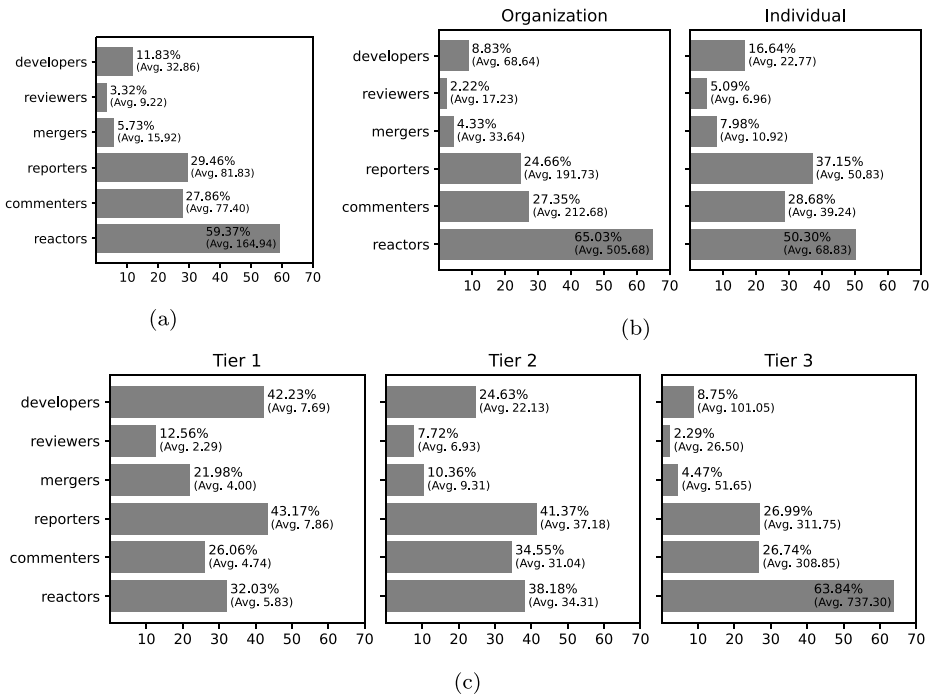 developers
11.83%
(Avg. 32.86)
reviewers
3.32%
(Avg. 9.22)
mergers
5.73%
(Avg. 15.92)
reporters
29.46%
(Avg. 81.83)
commenters
27.86%
(Avg. 77.40)
reactors
59.37%
(Avg. 164.94)
10 20 30 40 50 60 70
(a)
Organization
developers
8.83%
(Avg. 68.64)
reviewers
2.22%
(Avg. 17.23)
mergers
4.33%
(Avg. 33.64)
reporters
24.66%
(Avg. 191.73)
commenters
27.35%
(Avg. 212.68)
reactors
65.03%
(Avg. 505.68)
10 20 30 40 50 60 70
Individual
16.64%
(Avg. 22.77)
5.09%
(Avg. 6.96)
7.98%
(Avg. 10.92)
37.15%
(Avg. 50.83)
28.68%
(Avg. 39.24)
50.30%
(Avg. 68.83)
10 20 30 40 50 60 70
(b)
Tier 1
developers
42.23%
(Avg. 7.69)
reviewers
12.56%
(Avg. 2.29)
mergers
21.98%
(Avg. 4.00)
reporters
43.17%
(Avg. 7.86)
commenters
26.06%
(Avg. 4.74)
reactors
32.03%
(Avg. 5.83)
10 20 30 40 50 60 70
Tier 2
24.63%
(Avg. 22.13)
7.72%
(Avg. 6.93)
10.36%
(Avg. 9.31)
41.37%
(Avg. 37.18)
34.55%
(Avg. 31.04)
38.18%
(Avg. 34.31)
10 20 30 40 50 60 70
Tier 3
8.75%
(Avg. 101.05)
2.29%
(Avg. 26.50)
4.47%
(Avg. 51.65)
26.99%
(Avg. 311.75)
26.74%
(Avg. 308.85)
63.84%
(Avg. 737.30)
10 20 30 40 50 60 70
(c)